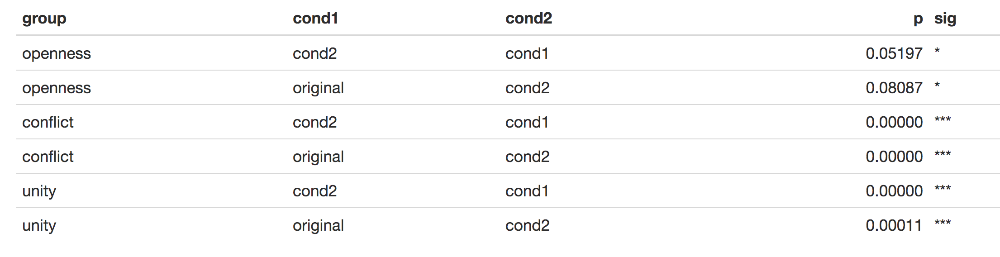 group cond1 cond2 p sig
openness cond2 cond1 0.05197 *
openness original cond2 0.08087 *
conflict cond2 cond1 0.00000 ***
conflict original cond2 0.00000 ***
unity cond2 cond1 0.00000 ***
unity original cond2 0.00011 ***